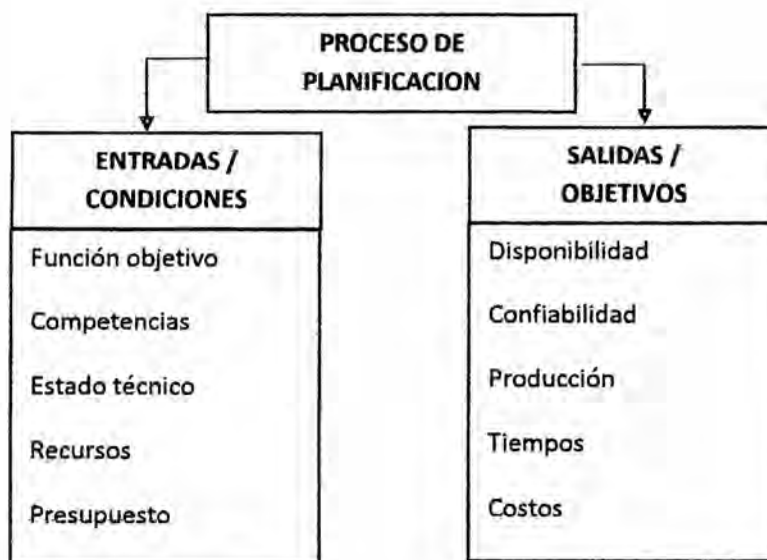 PROCESO DE
PLANIFICACION
ENTRADAS /
CONDICIONES
Función objetivo
Competencias
Estado técnico
Recursos
Presupuesto
SALIDAS /
OBJETIVOS
Disponibilidad
Confiabilidad
Producción
Tiempos
Costos